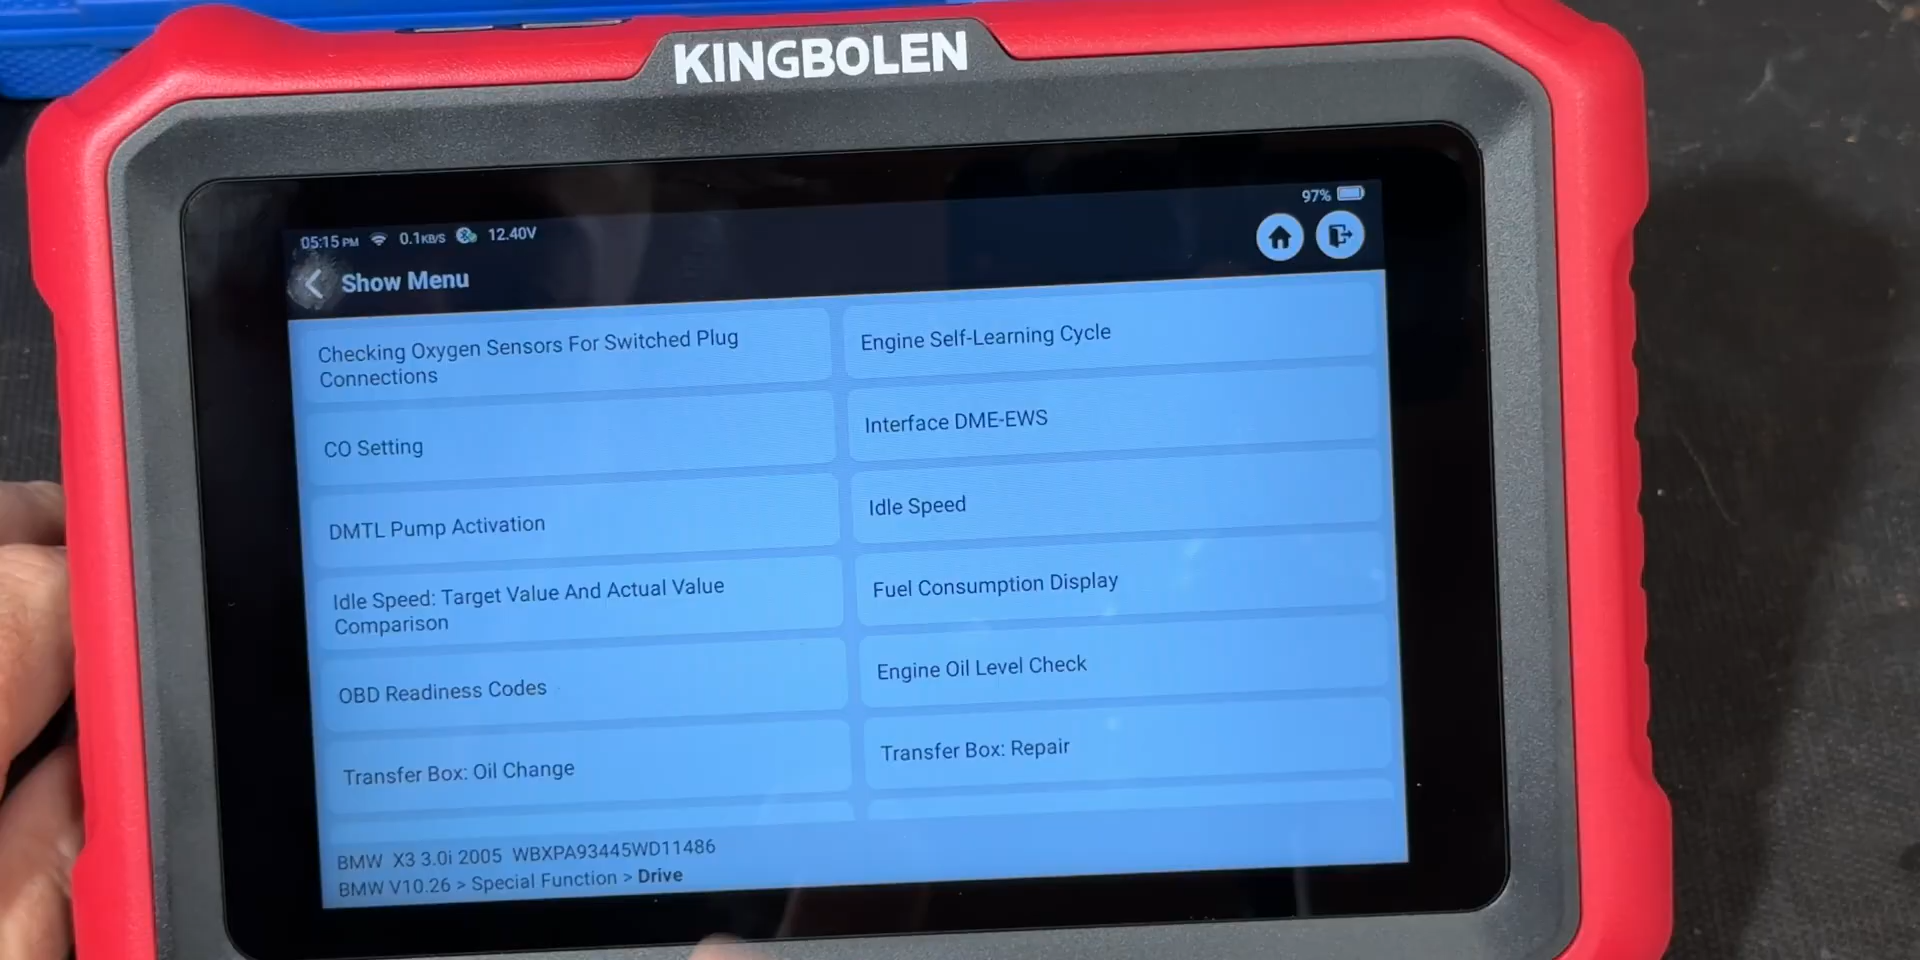 KINGBOLEN
97%
05:15 PM 0.1KB/S 12.40V
Show Menu
Checking Oxygen Sensors For Switched Plug
Connections
Engine Self-Learning Cycle
CO Setting
Interface DME-EWS
DMTL Pump Activation
Idle Speed
Idle Speed: Target Value And Actual Value
Comparison
Fuel Consumption Display
OBD Readiness Codes
Engine Oil Level Check
Transfer Box: Oil Change
Transfer Box: Repair
BMW X3 3.0i 2005 WBXPA93445WD11486
BMW V10.26 > Special Function > Drive